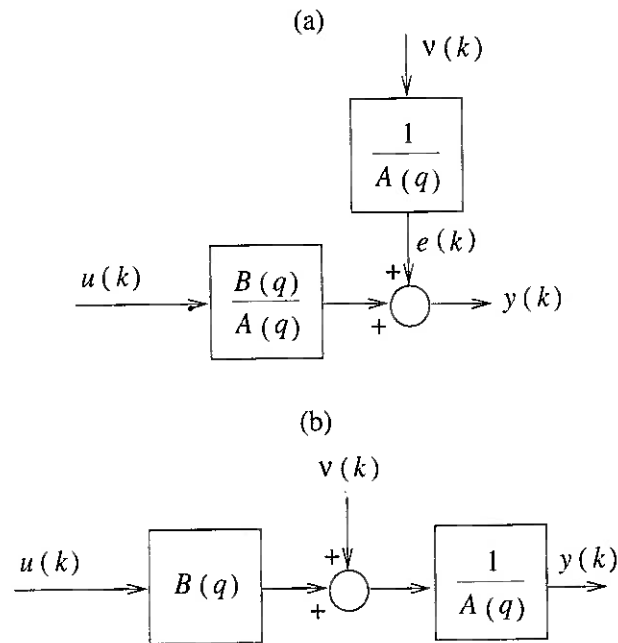 (a)
ν(k)
1
A(q)
e(k)
+
u(k)
B(q)
A(q)
+
y(k)
(b)
ν(k)
u(k)
B(q)
+
+
1
A(q)
y(k)